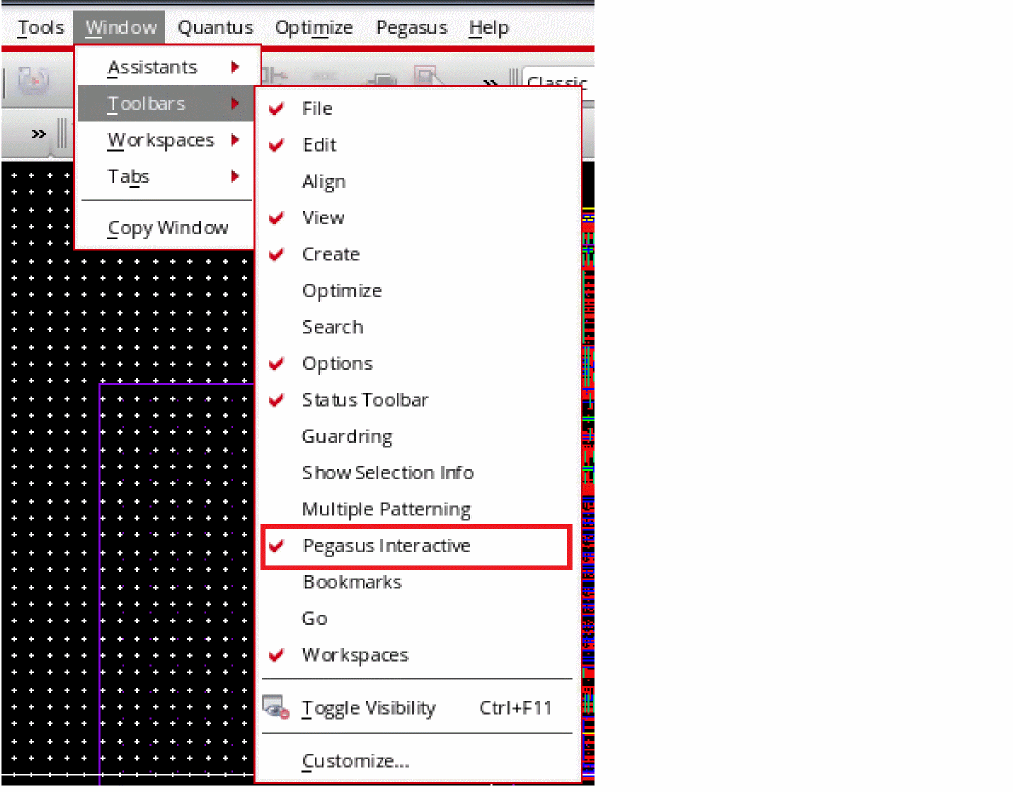 Tools Window Quantus Optimize Pegasus Help
Assistants
» Classic
Toolbars
» Workspaces
Tabs
Copy Window
File
Edit
Align
View
Create
Optimize
Search
Options
Status Toolbar
Guardring
Show Selection Info
Multiple Patterning
Pegasus Interactive
Bookmarks
Go
Workspaces
Toggle Visibility Ctrl+F11
Customize...